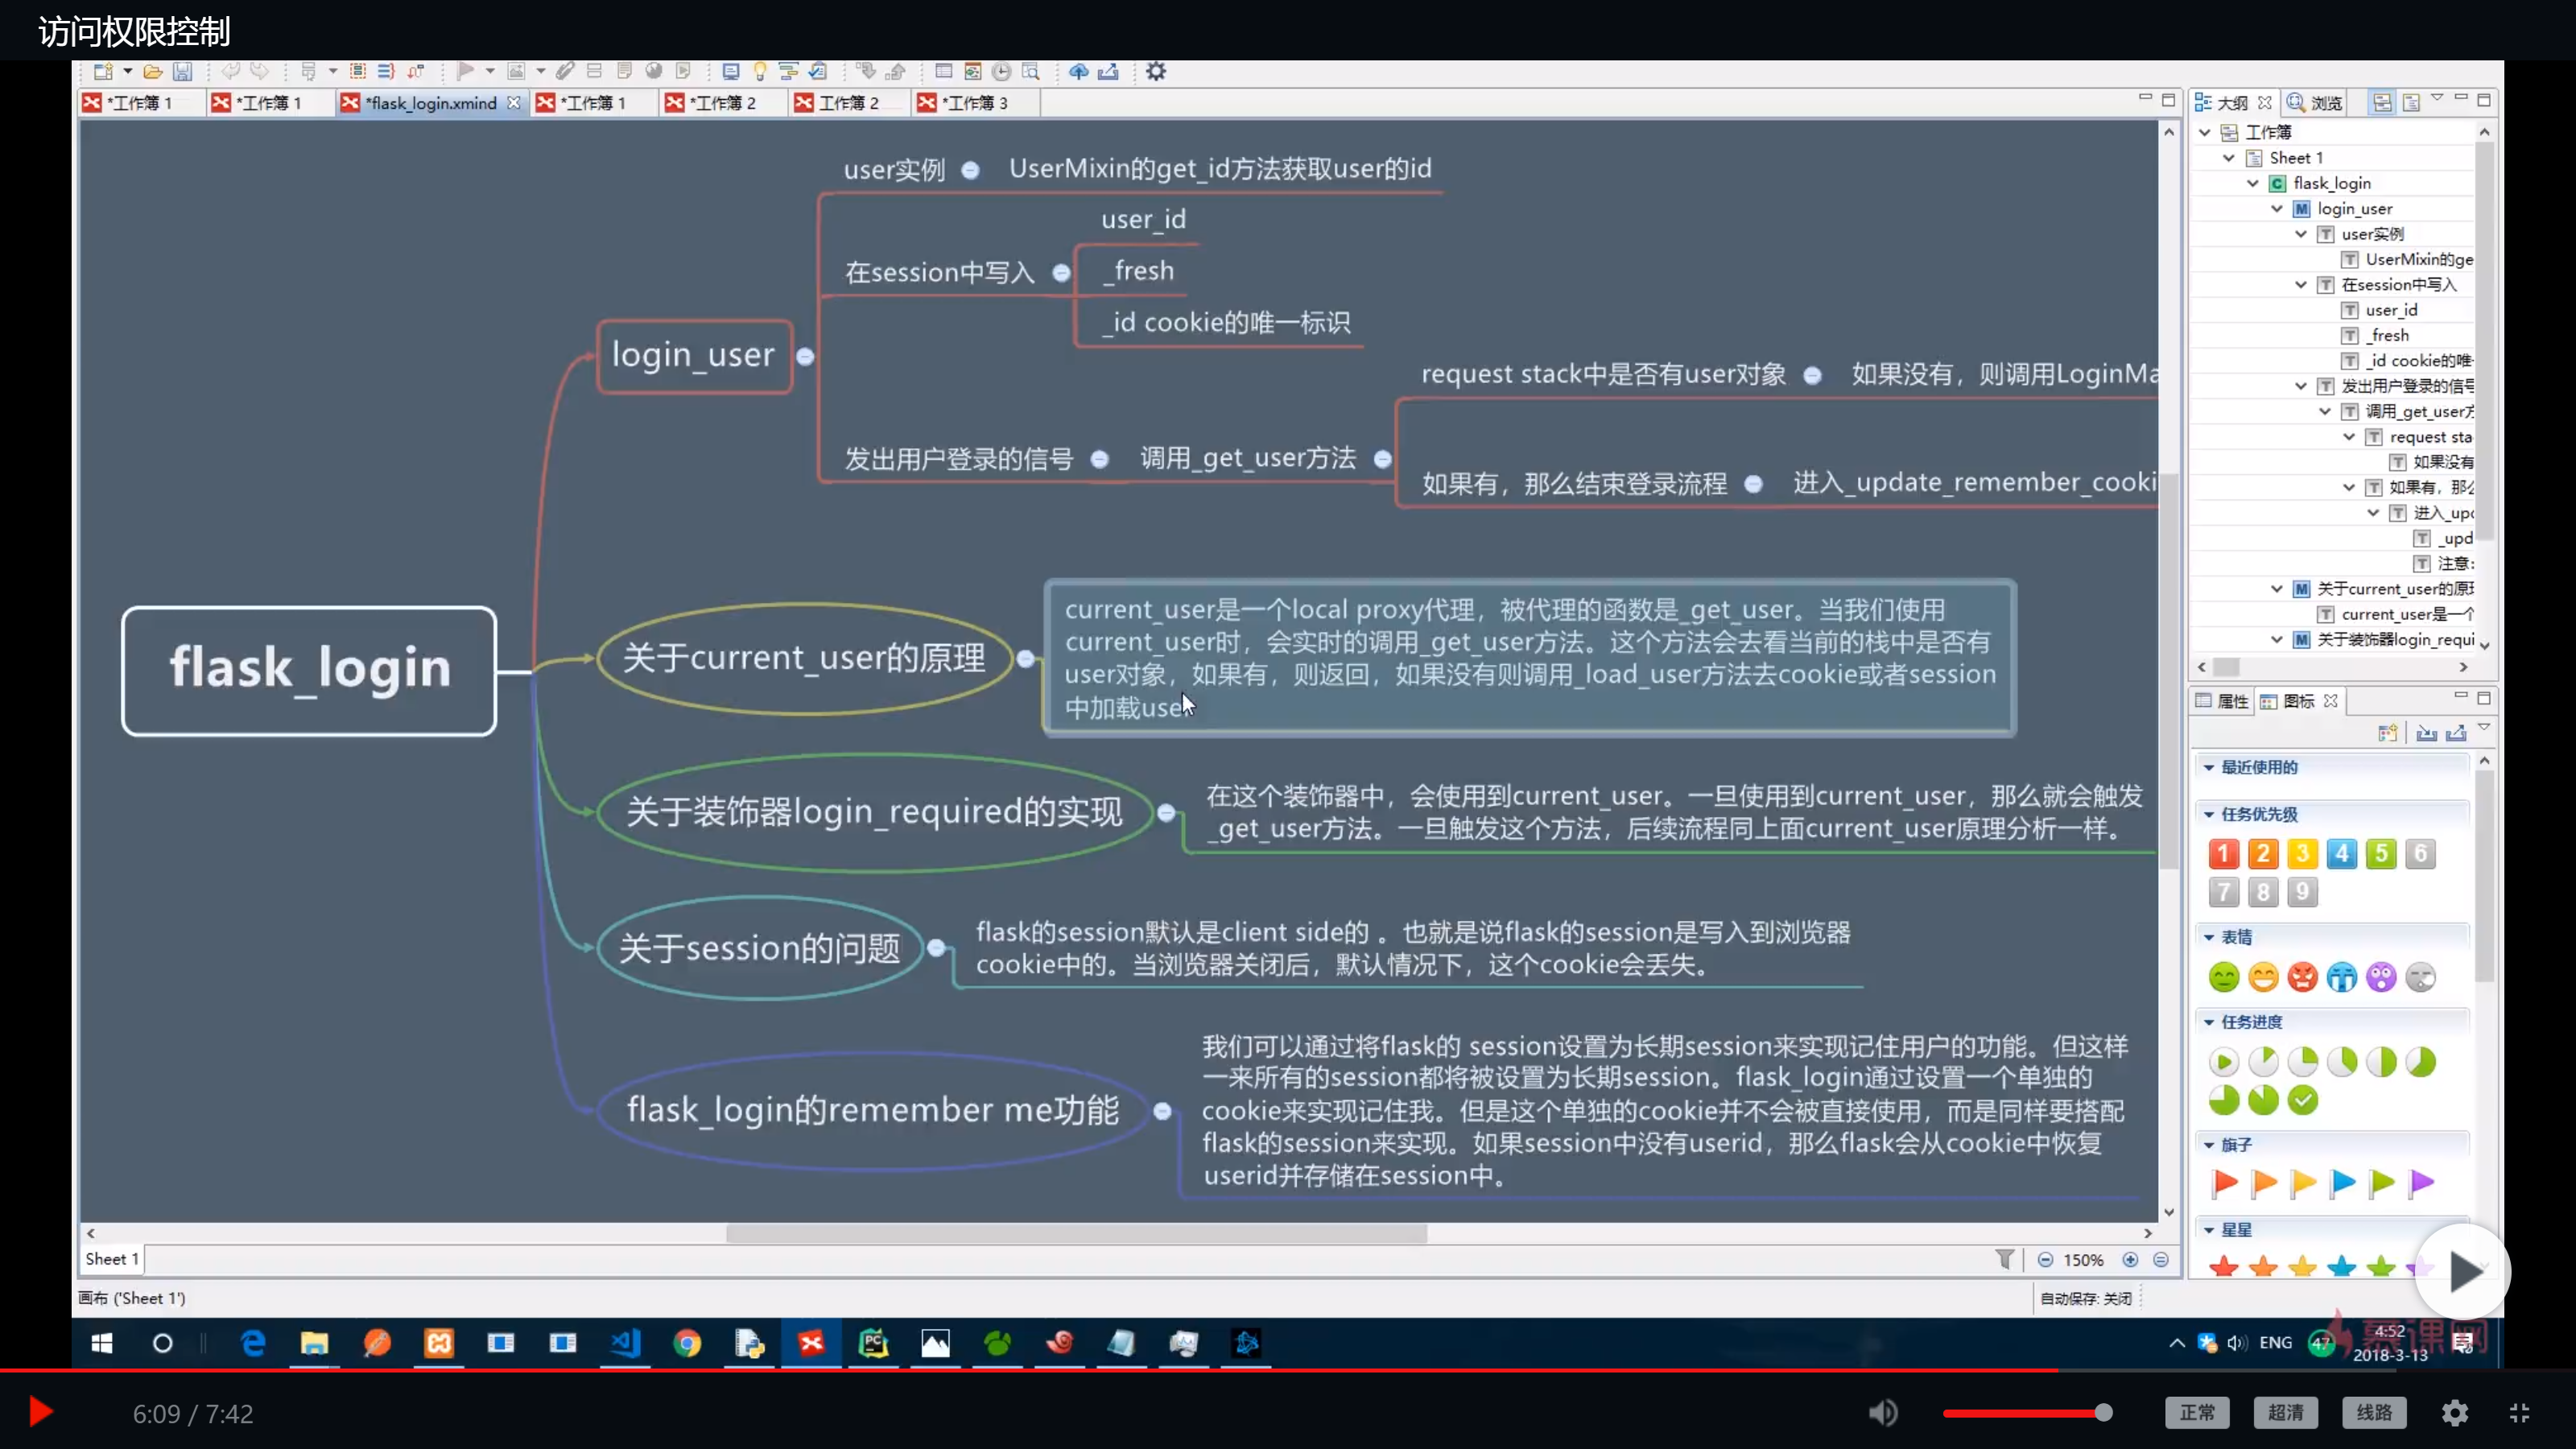 访问权限控制
*工作簿 1
*工作簿 1
*flask_login.xmind
*工作簿 1
*工作簿 2
工作簿 2
*工作簿 3
user实例
UserMixin的get_id方法获取user的id
user_id
在session中写入
_fresh
_id cookie的唯一标识
login_user
request stack中是否有user对象
如果没有，则调用LoginMa
发出用户登录的信号
调用_get_user方法
如果有，那么结束登录流程
进入_update_remember_cooki
flask_login
关于current_user的原理
current_user是一个local proxy代理，被代理的函数是_get_user。当我们使用
current_user时，会实时的调用_get_user方法。这个方法会去看当前的栈中是否有
user对象，如果有，则返回，如果没有则调用_load_user方法去cookie或者session
中加载user
关于装饰器login_required的实现
在这个装饰器中，会使用到current_user。一旦使用到current_user，那么就会触发
_get_user方法。一旦触发这个方法，后续流程同上面current_user原理分析一样。
关于session的问题
flask的session默认是client side的 。也就是说flask的session是写入到浏览器
cookie中的。当浏览器关闭后，默认情况下，这个cookie会丢失。
flask_login的remember me功能
我们可以通过将flask的 session设置为长期session来实现记住用户的功能。但这样
一来所有的session都将被设置为长期session。flask_login通过设置一个单独的
cookie来实现记住我。但是这个单独的cookie并不会被直接使用，而是同样要搭配
flask的session来实现。如果session中没有userid，那么flask会从cookie中恢复
userid并存储在session中。
Sheet 1
150%
画布 ('Sheet 1')
自动保存: 关闭
大纲
浏览
工作簿
Sheet 1
C flask_login
M login_user
T user实例
T UserMixin的ge
T 在session中写入
T user_id
T _fresh
T _id cookie的唯
T 发出用户登录的信号
T 调用_get_user方
T request sta
T 如果没有
T 如果有，那么
T 进入_upd
T _upd
T 注意:
M 关于current_user的原理
T current_user是一个
M 关于装饰器login_requi
属性
图标
最近使用的
任务优先级
1 2 3 4 5 6
7 8 9
表情
任务进度
旗子
星星
PC
ENG
47
4:52
2018-3-13
慕课网
6:09 / 7:42
正常
超清
线路